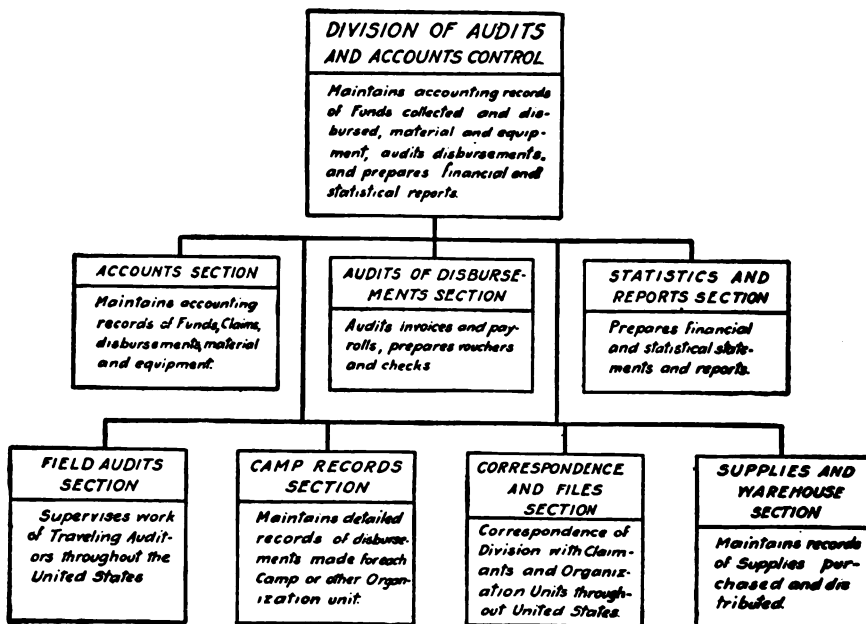 DIVISION OF AUDITS
AND ACCOUNTS CONTROL
Maintains accounting records
of Funds collected and dis-
bursed, material and equip-
ment, audits disbursements,
and prepares financial and
statistical reports.
ACCOUNTS SECTION
Maintains accounting
records of Funds, Claims,
disbursements, material
and equipment.
AUDITS OF DISBURSE-
MENTS SECTION
Audits invoices and pay-
rolls, prepares vouchers
and checks
STATISTICS AND
REPORTS SECTION
Prepares financial
and statistical state-
ments and reports.
FIELD AUDITS
SECTION
Supervises work
of Traveling Audit-
ors throughout the
United States
CAMP RECORDS
SECTION
Maintains detailed
records of disburse-
ments made for each
Camp or other Organ-
ization unit.
CORRESPONDENCE
AND FILES
SECTION
Correspondence of
Division with Claim-
ants and Organiz-
ation Units through-
out United States.
SUPPLIES AND
WAREHOUSE
SECTION
Maintains records
of Supplies pur-
chased and dis
tributed.